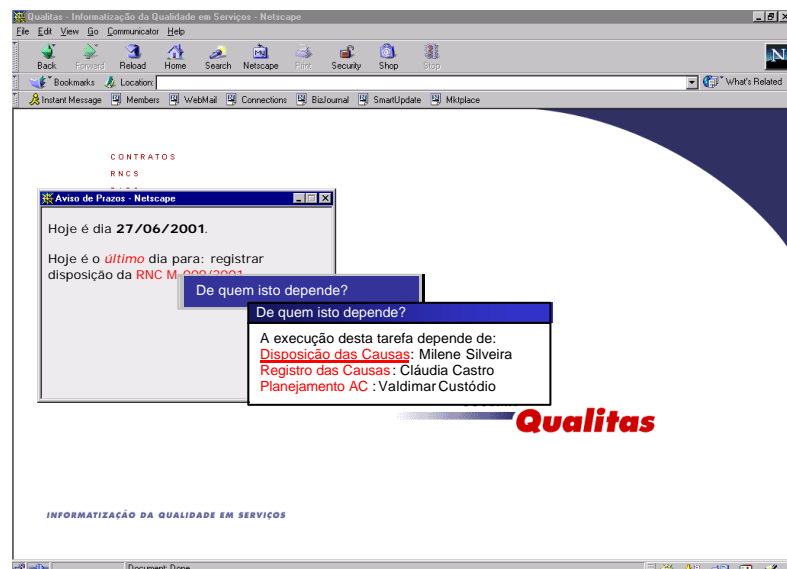 Qualitas - Informatização da Qualidade em Serviços - Netscape
File Edit View Go Communicator Help
Back Forward Reload Home Search Netscape Print Security Shop Stop
Bookmarks Location: What's Related
Instant Message Members WebMail Connections BizJournal SmartUpdate Mktplace
CONTRATOS
RNCS
Aviso de Prazos - Netscape
Hoje é dia 27/06/2001.
Hoje é o último dia para: registrar
disposição da RNC M-
De quem isto depende?
De quem isto depende?
A execução desta tarefa depende de:
Disposição das Causas: Milene Silveira
Registro das Causas: Cláudia Castro
Planejamento AC : Valdimar Custódio
Qualitas
INFORMATIZAÇÃO DA QUALIDADE EM SERVIÇOS
Document: Done